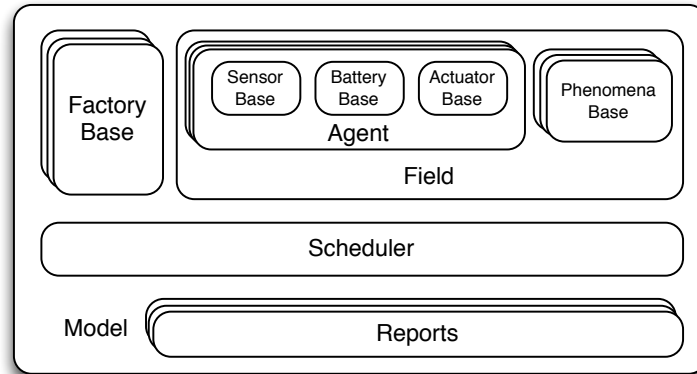 Factory
Base
Sensor
Base
Battery
Base
Actuator
Base
Agent
Phenomena
Base
Field
Scheduler
Model
Reports